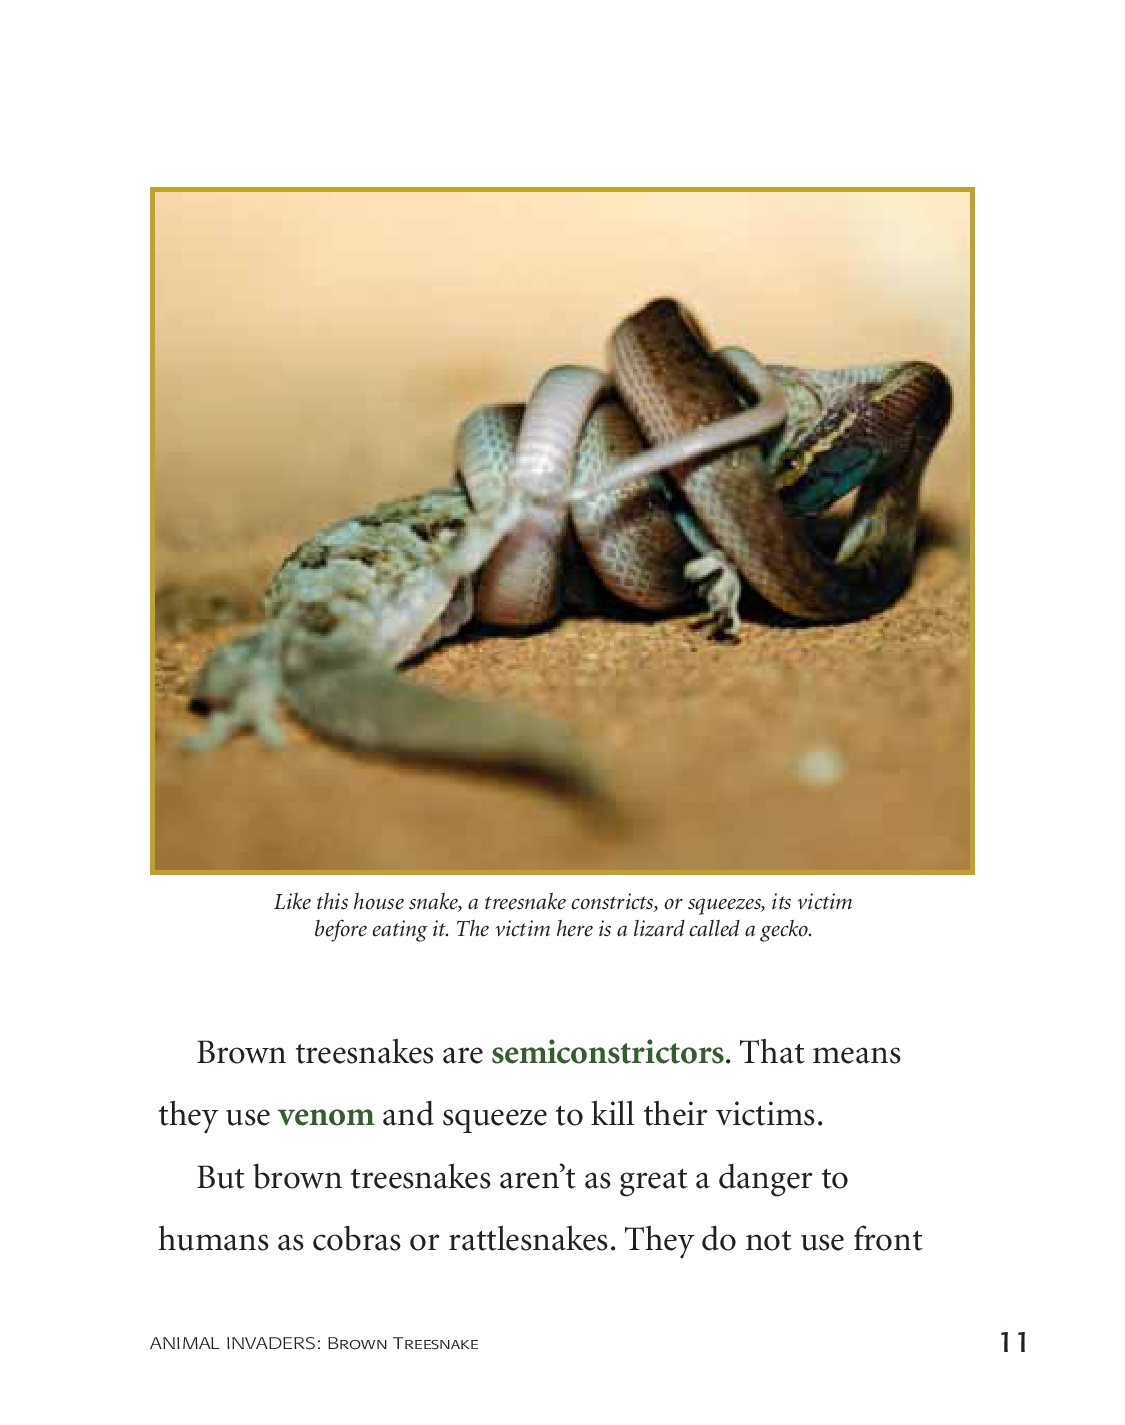 Like this house snake, a treesnake constricts, or squeezes, its victim
before eating it. The victim here is a lizard called a gecko.
Brown treesnakes are semiconstrictors. That means
they use venom and squeeze to kill their victims.
But brown treesnakes aren’t as great a danger to
humans as cobras or rattlesnakes. They do not use front
ANIMAL INVADERS: Brown Treesnake
11